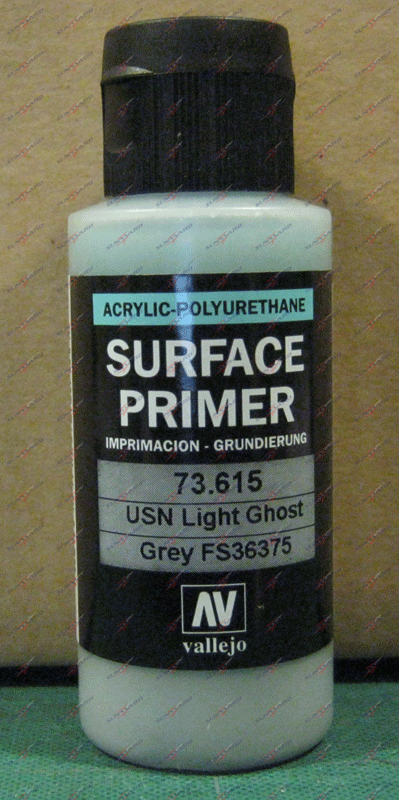 ACRYLIC-POLYURETHANE
SURFACE
PRIMER
IMPRIMACION - GRUNDIERUNG
73.615
USN Light Ghost
Grey FS36375
AV
vallejo